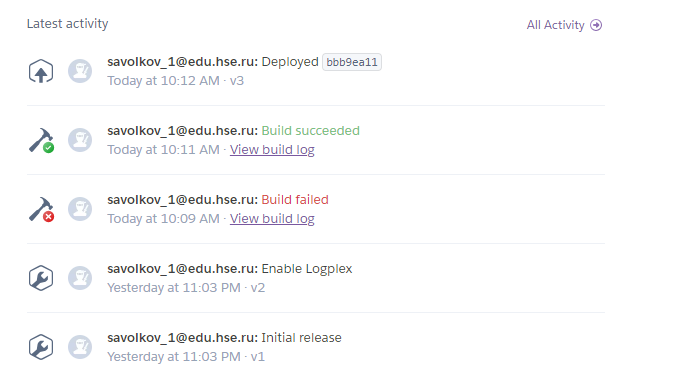 Latest activity
All Activity
savolkov_1@edu.hse.ru: Deployed bbb9ea11
Today at 10:12 AM · v3
savolkov_1@edu.hse.ru: Build succeeded
Today at 10:11 AM · View build log
savolkov_1@edu.hse.ru: Build failed
Today at 10:09 AM · View build log
savolkov_1@edu.hse.ru: Enable Logplex
Yesterday at 11:03 PM · v2
savolkov_1@edu.hse.ru: Initial release
Yesterday at 11:03 PM · v1